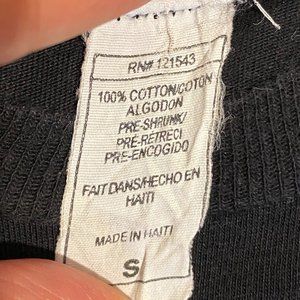 RN# 121543
100% COTTON/COTON
ALGODON
PRE-SHRUNK/
PRÉ-RETRECI
PRE-ENCOGIDO
FAIT DANS/HECHO EN
HAITI
MADE IN HAITI
S